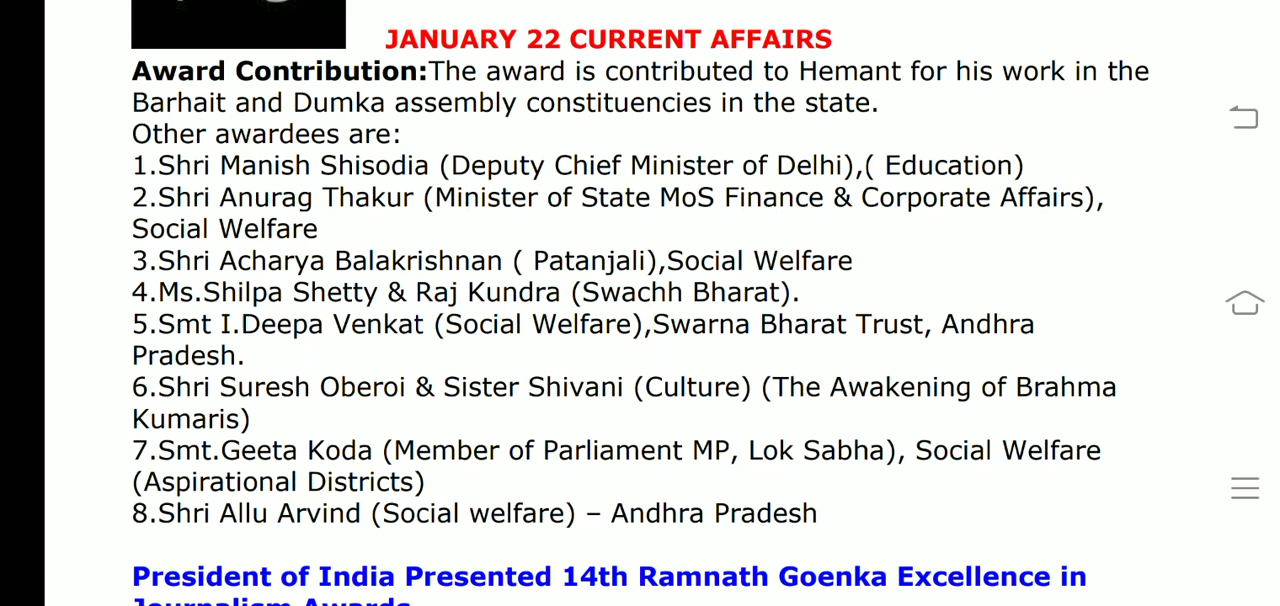 JANUARY 22 CURRENT AFFAIRS
Award Contribution:The award is contributed to Hemant for his work in the
Barhait and Dumka assembly constituencies in the state.
Other awardees are:
1.Shri Manish Shisodia (Deputy Chief Minister of Delhi),( Education)
2.Shri Anurag Thakur (Minister of State MoS Finance & Corporate Affairs),
Social Welfare
3.Shri Acharya Balakrishnan ( Patanjali),Social Welfare
4.Ms.Shilpa Shetty & Raj Kundra (Swachh Bharat).
5.Smt I.Deepa Venkat (Social Welfare),Swarna Bharat Trust, Andhra
Pradesh.
6.Shri Suresh Oberoi & Sister Shivani (Culture) (The Awakening of Brahma
Kumaris)
7.Smt.Geeta Koda (Member of Parliament MP, Lok Sabha), Social Welfare
(Aspirational Districts)
8.Shri Allu Arvind (Social welfare) – Andhra Pradesh
President of India Presented 14th Ramnath Goenka Excellence in
Journalism Awards